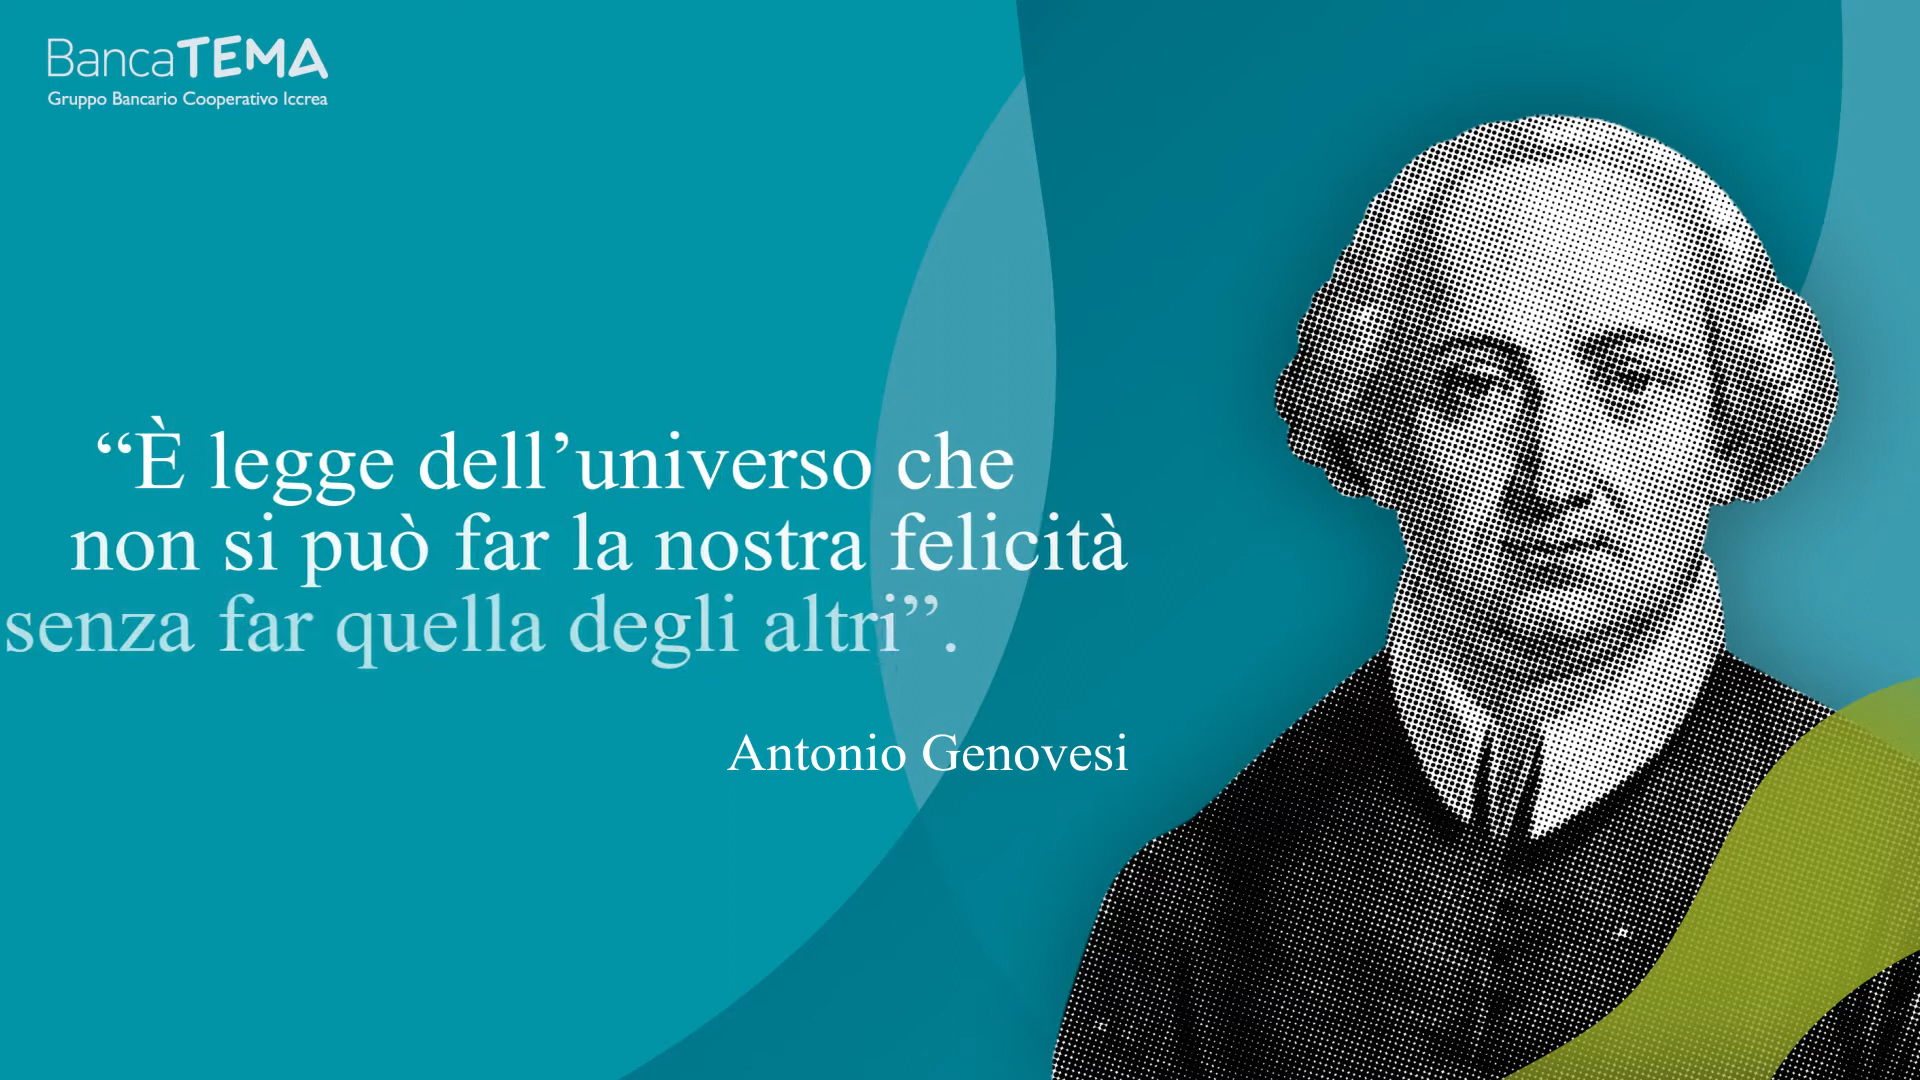 BancaTEMA
Gruppo Bancario Cooperativo Iccrea
“È legge dell’universo che
non si può far la nostra felicità
senza far quella degli altri”.
Antonio Genovesi